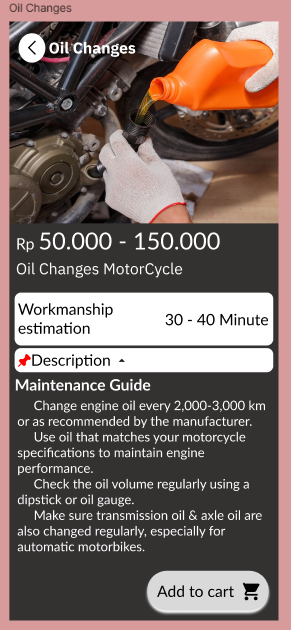 Oil Changes
Oil Changes
Rp 50.000 - 150.000
Oil Changes MotorCycle
Workmanship
estimation
30 - 40 Minute
Description
Maintenance Guide
Change engine oil every 2,000-3,000 km
or as recommended by the manufacturer.
Use oil that matches your motorcycle
specifications to maintain engine
performance.
Check the oil volume regularly using a
dipstick or oil gauge.
Make sure transmission oil & axle oil are
also changed regularly, especially for
automatic motorbikes.
Add to cart